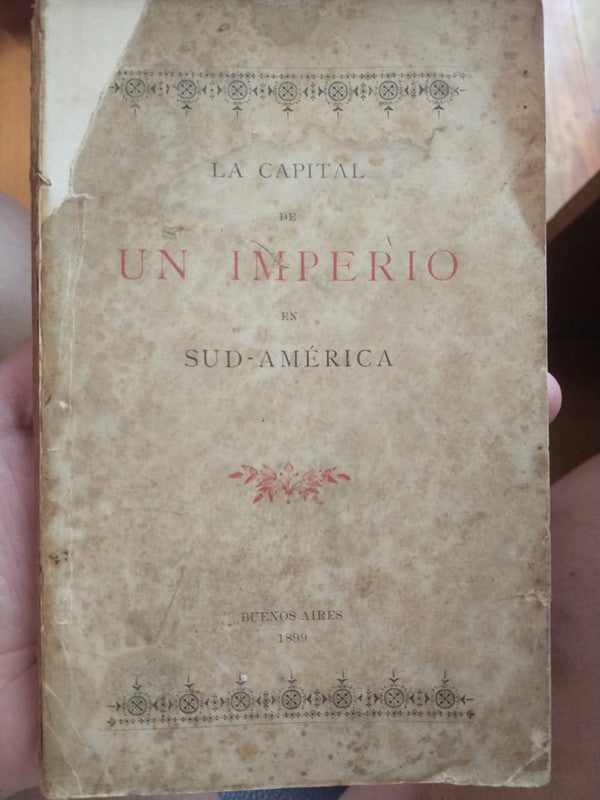 LA CAPITAL
DE
UN IMPERIO
EN
SUD-AMÉRICA
BUENOS AIRES
1899